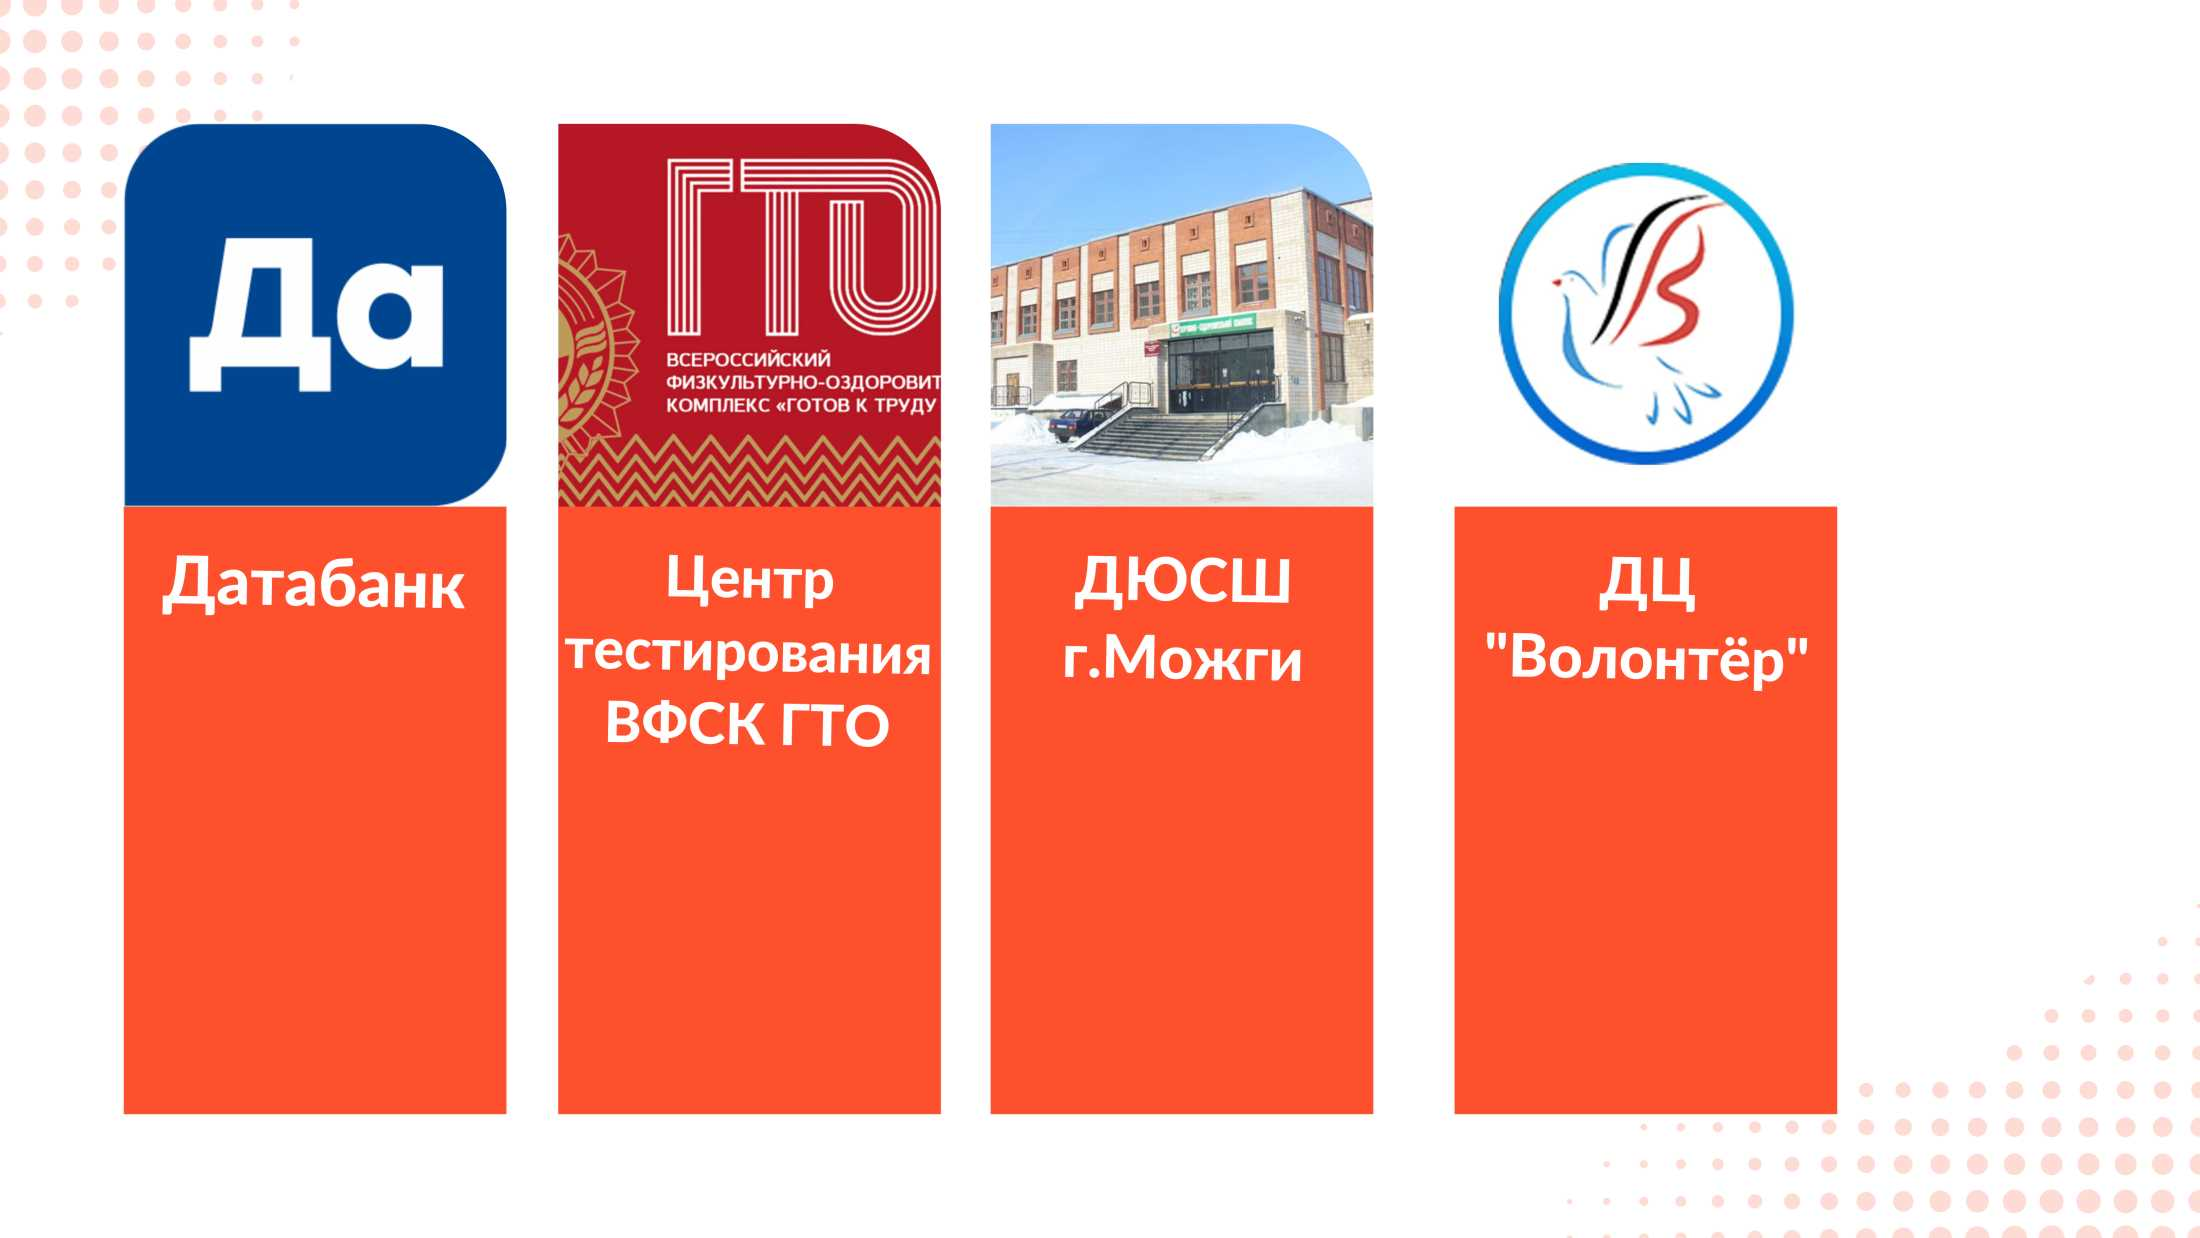 Да
Датабанк
ГТО
ВСЕРОССИЙСКИЙ
ФИЗКУЛЬТУРНО-ОЗДОРОВИТ
КОМПЛЕКС «ГОТОВ К ТРУДУ
Центр
тестирования
ВФСК ГТО
ДЮСШ
г.Можги
В
ДЦ
"Волонтёр"